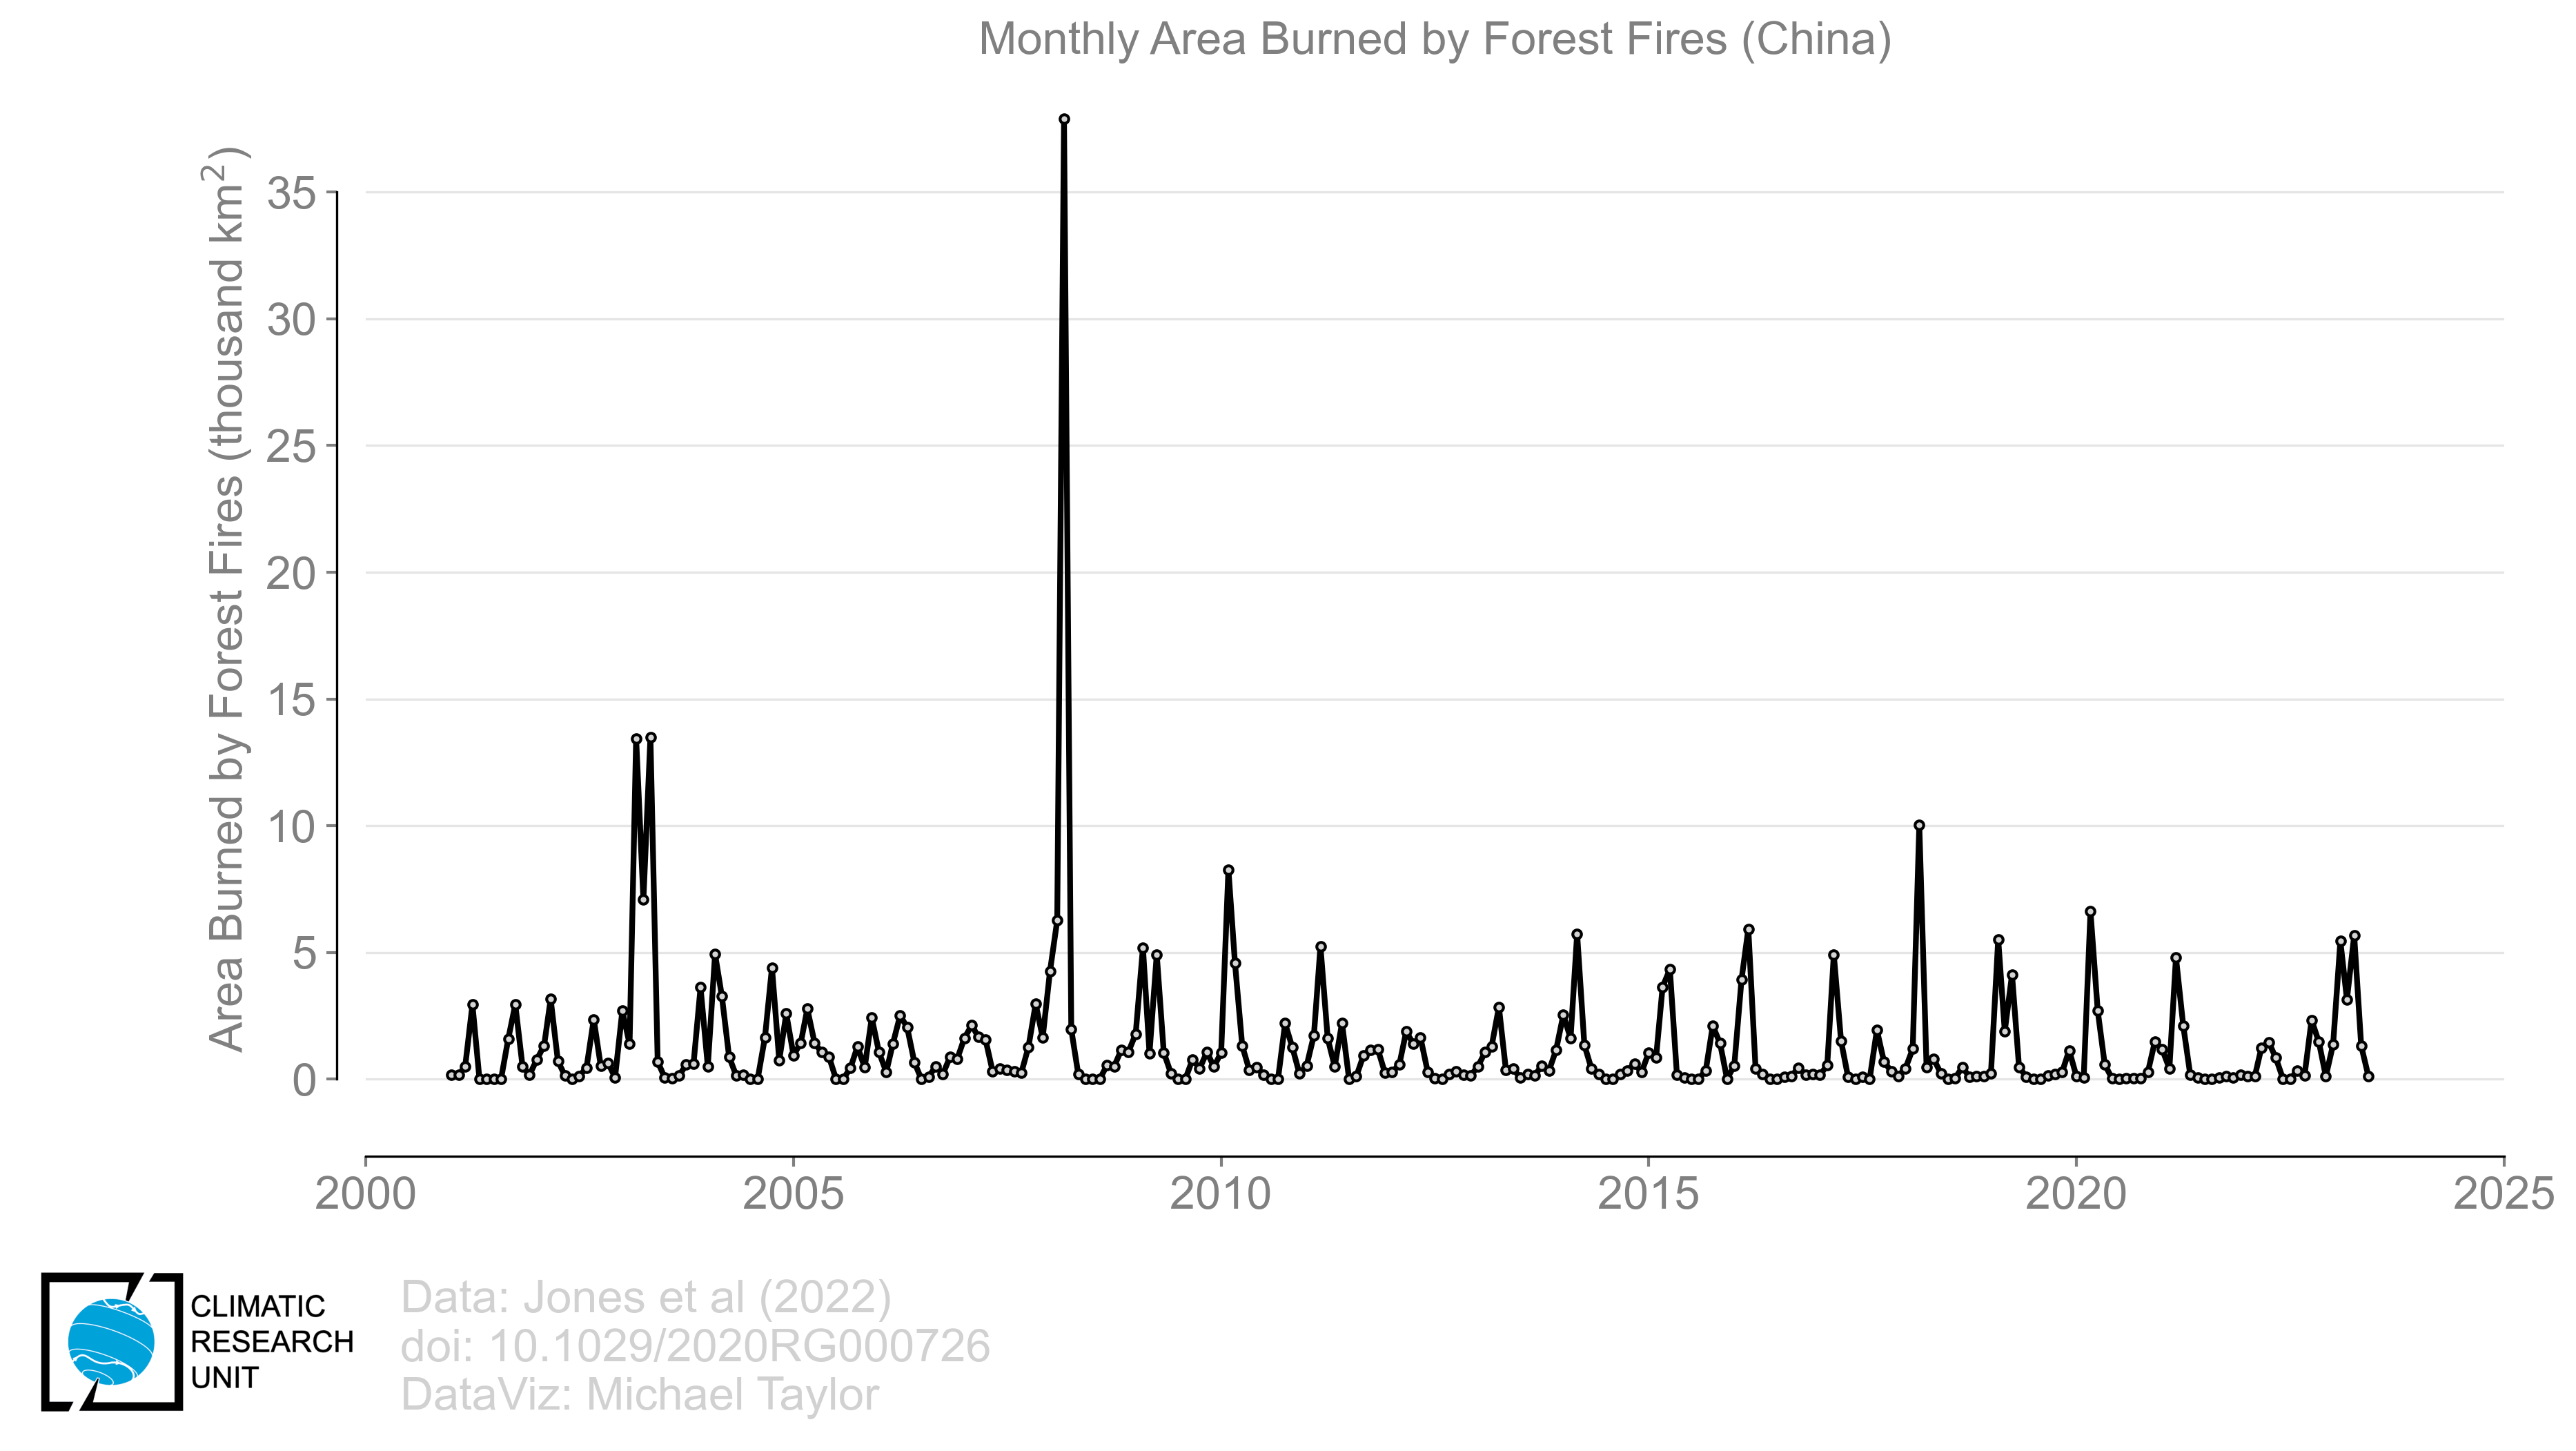 Monthly Area Burned by Forest Fires (China)
Area Burned by Forest Fires (thousand km²)
35
30
25
20
15
10
5
0
2000 2005 2010 2015 2020 2025
CLIMATIC
RESEARCH
UNIT
Data: Jones et al (2022)
doi: 10.1029/2020RG000726
DataViz: Michael Taylor